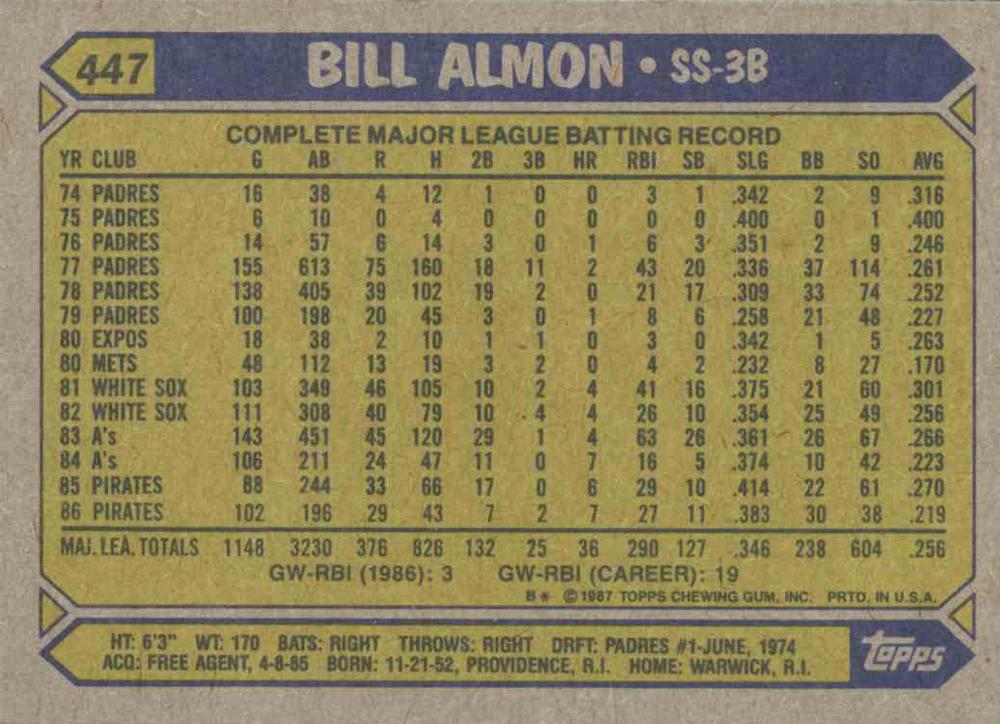 447 BILL ALMON • SS-3B
COMPLETE MAJOR LEAGUE BATTING RECORD
YR CLUB G AB R H 2B 3B HR RBI SB SLG BB SO AVG
74 PADRES 16 38 4 12 1 0 0 3 1 .342 2 9 .316
75 PADRES 6 10 0 4 0 0 0 0 0 .400 0 1 .400
76 PADRES 14 57 6 14 3 0 1 6 3 .351 2 9 .246
77 PADRES 155 613 75 160 18 11 2 43 20 .336 37 114 .261
78 PADRES 138 405 39 102 19 2 0 21 17 .309 33 74 .252
79 PADRES 100 198 20 45 3 0 1 8 6 .258 21 48 .227
80 EXPOS 18 38 2 10 1 1 0 3 0 .342 1 5 .263
80 METS 48 112 13 19 3 2 0 4 2 .232 8 27 .170
81 WHITE SOX 103 349 46 105 10 2 4 41 16 .375 21 60 .301
82 WHITE SOX 111 308 40 79 10 4 4 26 10 .354 25 49 .256
83 A's 143 451 45 120 29 1 4 63 26 .361 26 67 .266
84 A's 106 211 24 47 11 0 7 16 5 .374 10 42 .223
85 PIRATES 88 244 33 66 17 0 6 29 10 .414 22 61 .270
86 PIRATES 102 196 29 43 7 2 7 27 11 .383 30 38 .219
MAJ. LEA. TOTALS 1148 3230 376 826 132 25 36 290 127 .346 238 604 .256
GW-RBI (1986): 3 GW-RBI (CAREER): 19
B* ©1987 TOPPS CHEWING GUM, INC. PRTD. IN U.S.A.
HT: 6'3" WT: 170 BATS: RIGHT THROWS: RIGHT DRFT: PADRES #1-JUNE, 1974
ACQ: FREE AGENT, 4-8-85 BORN: 11-21-52, PROVIDENCE, R.I. HOME: WARWICK, R.I.
Topps